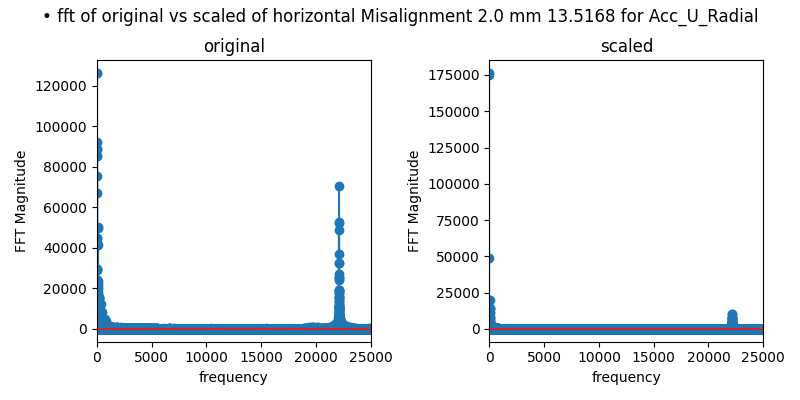 • fft of original vs scaled of horizontal Misalignment 2.0 mm 13.5168 for Acc_U_Radial
original
scaled
FFT Magnitude
120000
100000
80000
60000
40000
20000
0
0 5000 10000 15000 20000 25000
frequency
FFT Magnitude
175000
150000
125000
100000
75000
50000
25000
0
0 5000 10000 15000 20000 25000
frequency